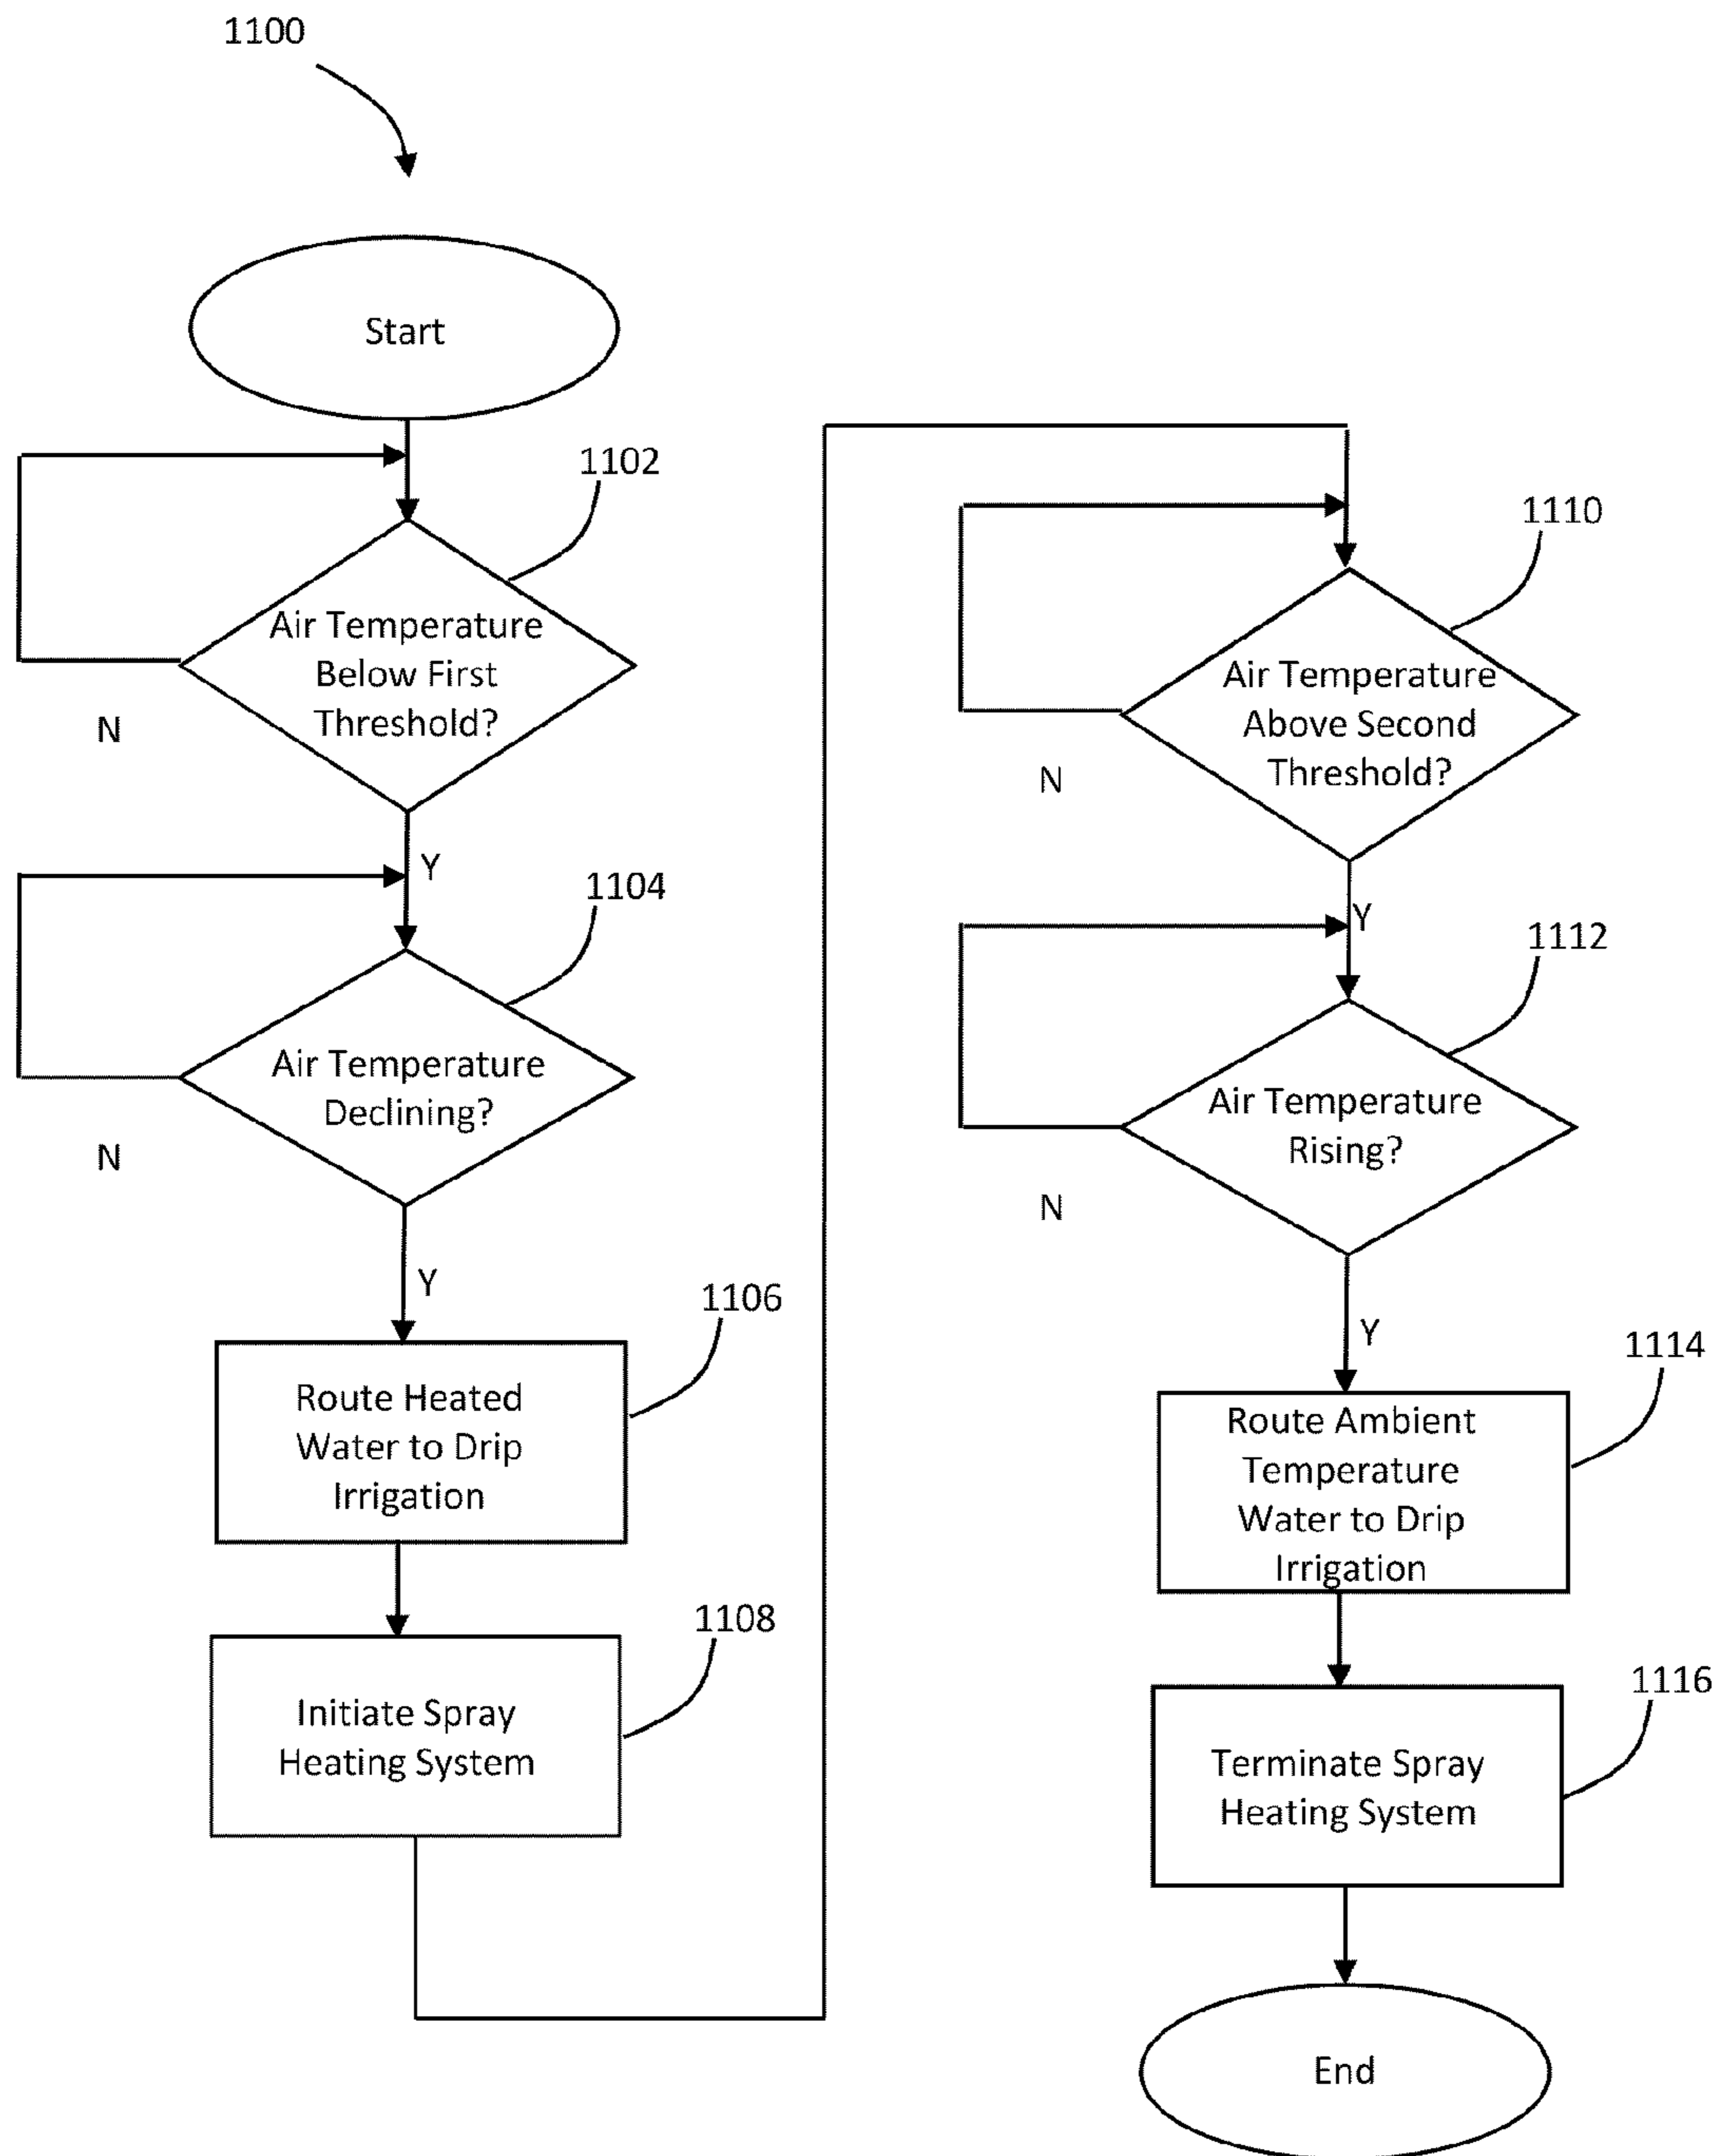 1100
Start
1102
Air Temperature
Below First
Threshold?
N
Y
1104
Air Temperature
Declining?
N
Y
1106
Route Heated
Water to Drip
Irrigation
1108
Initiate Spray
Heating System
1110
Air Temperature
Above Second
Threshold?
N
Y
1112
Air Temperature
Rising?
N
Y
1114
Route Ambient
Temperature
Water to Drip
Irrigation
1116
Terminate Spray
Heating System
End